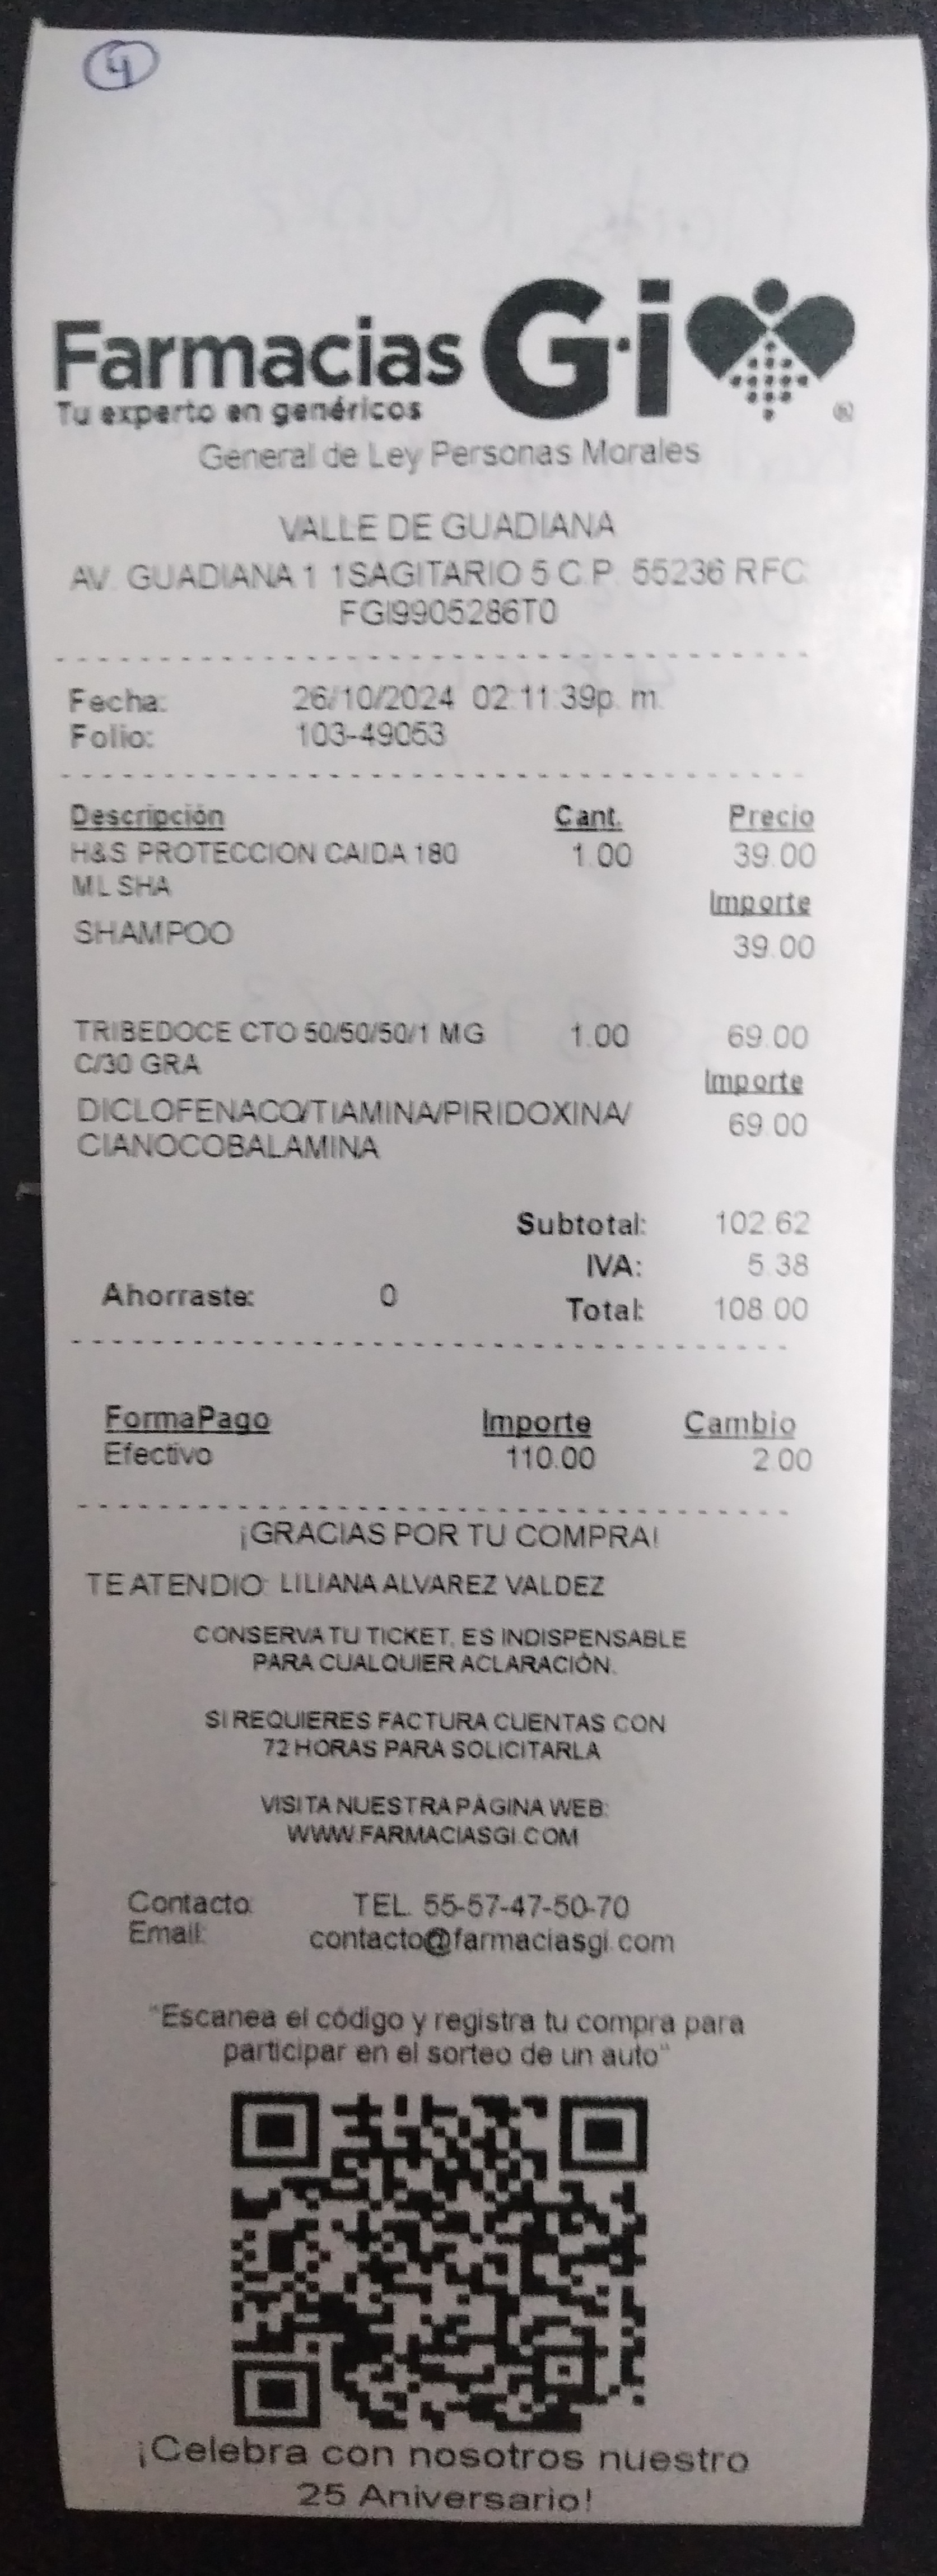 4
Farmacias G·i ®
Tu experto en genéricos
General de Ley Personas Morales
VALLE DE GUADIANA
AV. GUADIANA 1 1SAGITARIO 5 C.P. 55236 RFC
FGI9905286T0
Fecha: 26/10/2024 02:11:39p. m.
Folio: 103-49053
Descripción Cant. Precio
H&S PROTECCION CAIDA 180 1.00 39.00
ML SHA
Importe
SHAMPOO 39.00
TRIBEDOCE CTO 50/50/50/1 MG 1.00 69.00
C/30 GRA
Importe
DICLOFENACO/TIAMINA/PIRIDOXINA/ 69.00
CIANOCOBALAMINA
Subtotal: 102.62
IVA: 5.38
Ahorraste: 0 Total: 108.00
FormaPago Importe Cambio
Efectivo 110.00 2.00
¡GRACIAS POR TU COMPRA!
TE ATENDIO: LILIANA ALVAREZ VALDEZ
CONSERVA TU TICKET, ES INDISPENSABLE
PARA CUALQUIER ACLARACIÓN.
SI REQUIERES FACTURA CUENTAS CON
72 HORAS PARA SOLICITARLA
VISITA NUESTRA PÁGINA WEB:
WWW.FARMACIASGI.COM
Contacto: TEL. 55-57-47-50-70
Email: contacto@farmaciasgi.com
"Escanea el código y registra tu compra para
participar en el sorteo de un auto"
¡Celebra con nosotros nuestro
25 Aniversario!